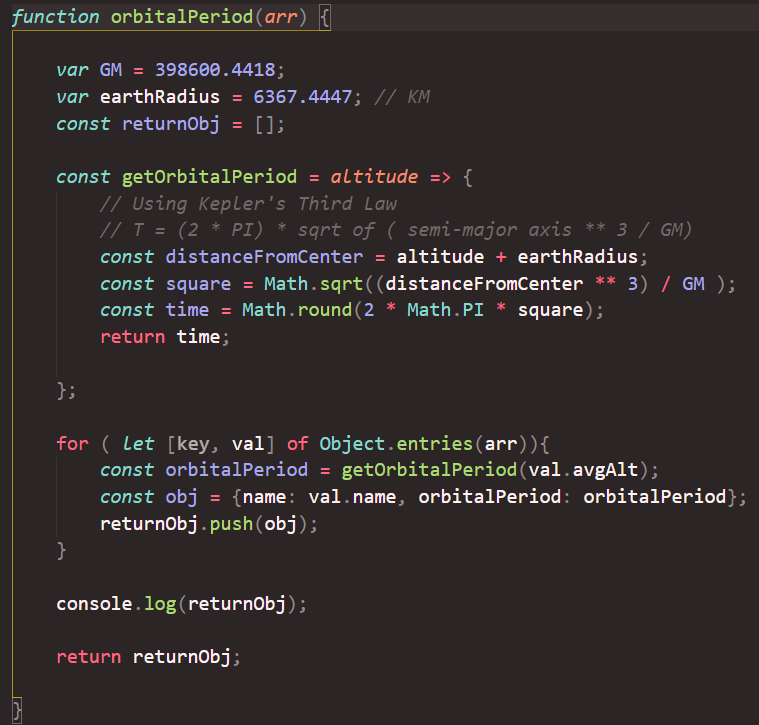 function orbitalPeriod(arr) {
var GM = 398600.4418;
var earthRadius = 6367.4447; // KM
const returnObj = [];
const getOrbitalPeriod = altitude => {
// Using Kepler's Third Law
// T = (2 * PI) * sqrt of ( semi-major axis ** 3 / GM)
const distanceFromCenter = altitude + earthRadius;
const square = Math.sqrt((distanceFromCenter ** 3) / GM );
const time = Math.round(2 * Math.PI * square);
return time;
};
for ( let [key, val] of Object.entries(arr)){
const orbitalPeriod = getOrbitalPeriod(val.avgAlt);
const obj = {name: val.name, orbitalPeriod: orbitalPeriod};
returnObj.push(obj);
}
console.log(returnObj);
return returnObj;
}